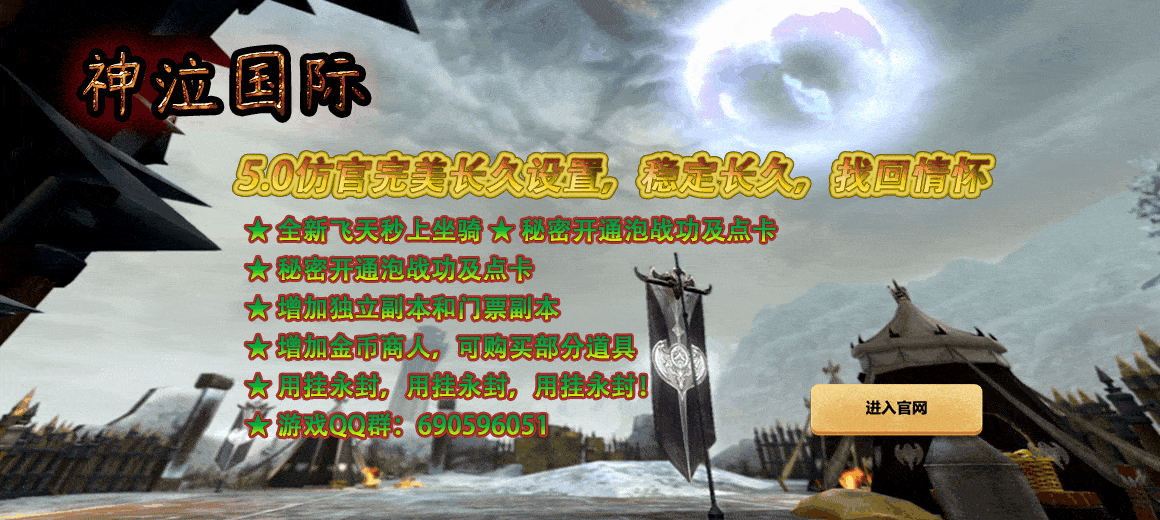 神泣国际
5.0仿官完美长久设置，稳定长久，找回情怀
★ 全新飞天秒上坐骑 ★ 秘密开通泡战功及点卡
★ 秘密开通泡战功及点卡
★ 增加独立副本和门票副本
★ 增加金币商人，可购买部分道具
★ 用挂永封，用挂永封，用挂永封！
进入官网
★ 游戏QQ群：690596051